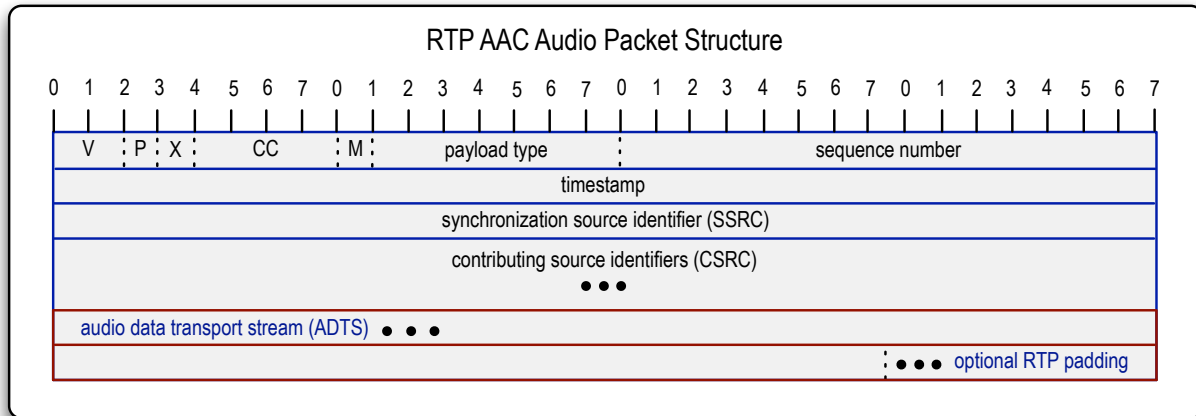 RTP AAC Audio Packet Structure
0 1 2 3 4 5 6 7 0 1 2 3 4 5 6 7 0 1 2 3 4 5 6 7 0 1 2 3 4 5 6 7
V P X CC M payload type sequence number
timestamp
synchronization source identifier (SSRC)
contributing source identifiers (CSRC)
•••
audio data transport stream (ADTS) •••
••• optional RTP padding